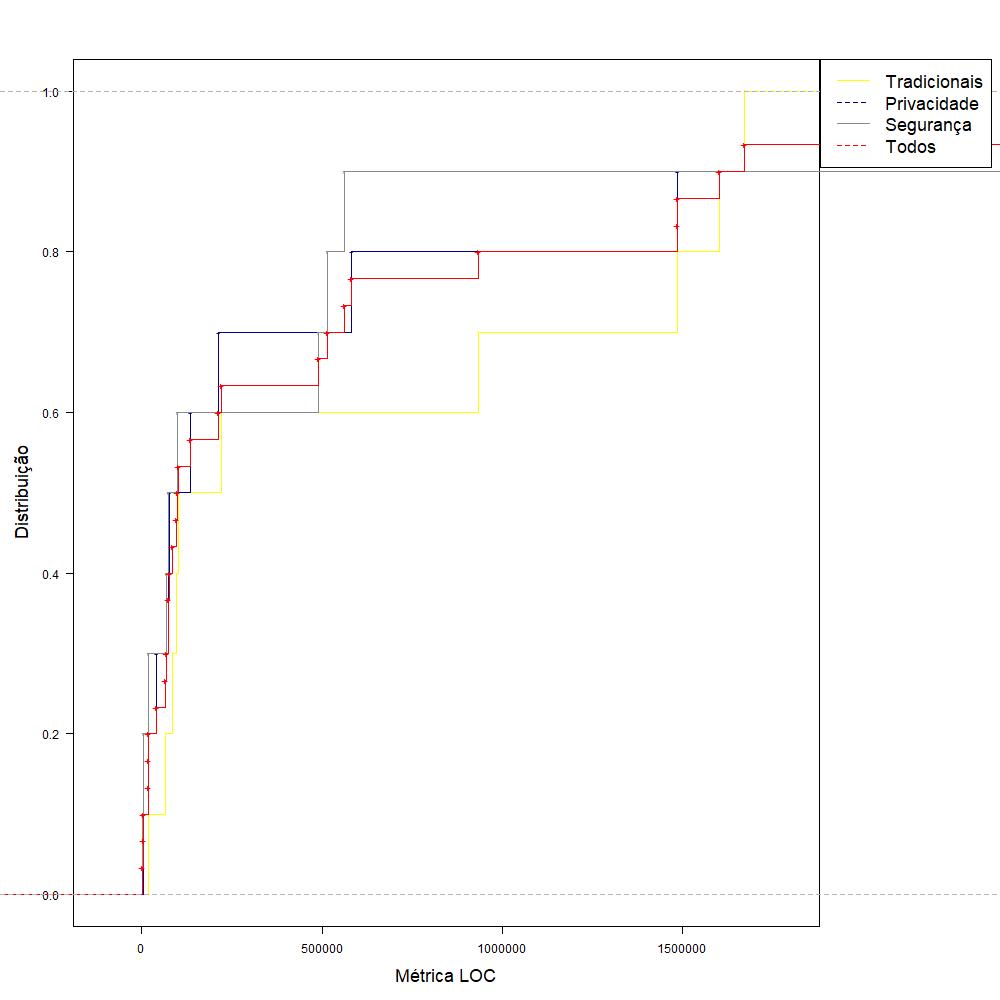 Tradicionais
Privacidade
Segurança
Todos
1.0
0.8
0.6
0.4
0.2
0.0
Distribuição
0
500000
1000000
1500000
Métrica LOC